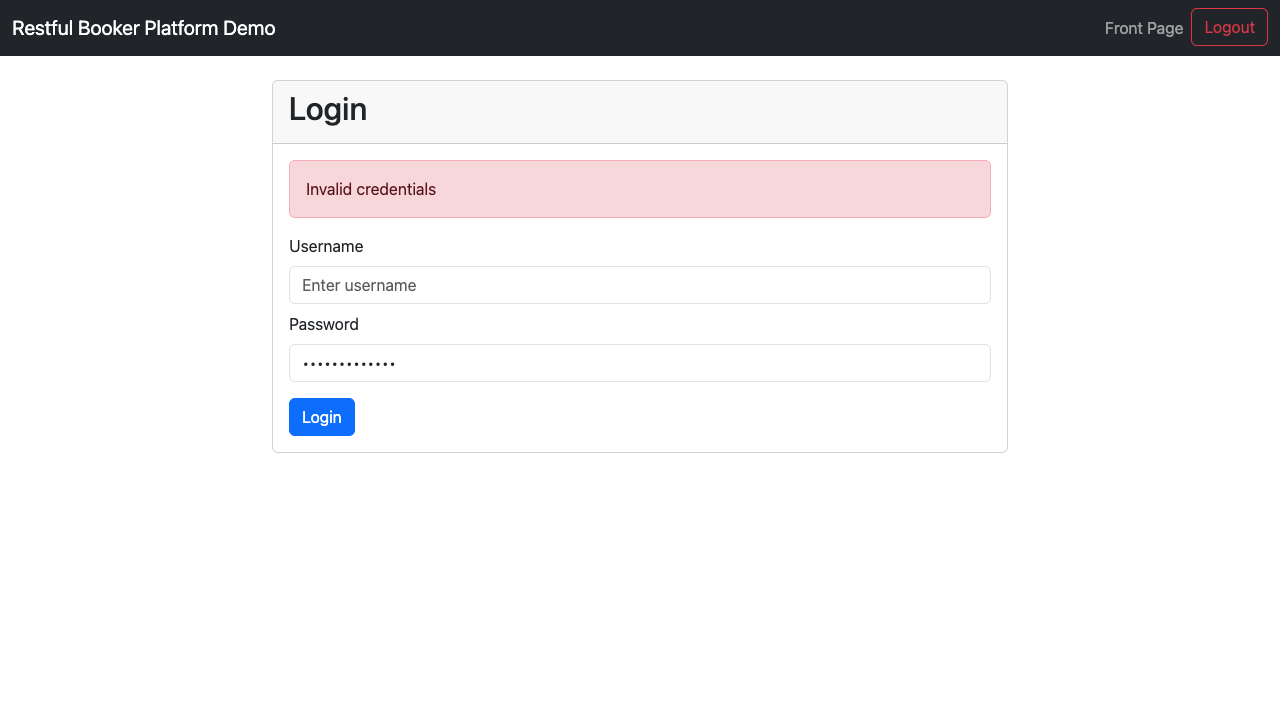 Restful Booker Platform Demo
Front Page
Logout
Login
Invalid credentials
Username
Enter username
Password
•••••••••••••
Login